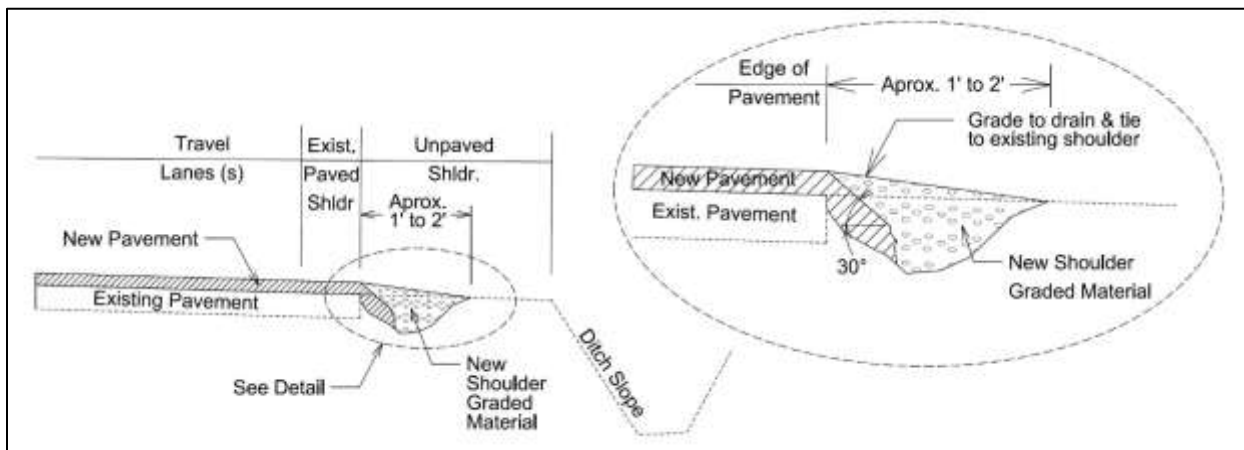 Travel
Lanes (s)
Exist.
Paved
Shldr
Unpaved
Shldr.
Aprox.
1' to 2'
New Pavement
Existing Pavement
See Detail
New
Shoulder
Graded
Material
Ditch Slope
Edge of
Pavement
Aprox. 1' to 2'
Grade to drain & tie
to existing shoulder
New Pavement
Exist. Pavement
30°
New Shoulder
Graded Material